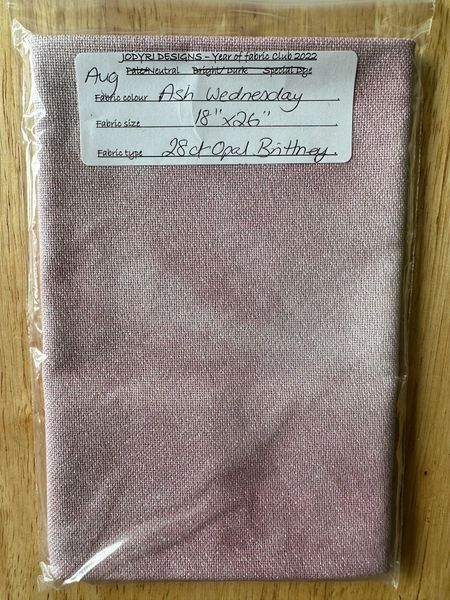 JODYRI DESIGNS – Year of fabric Club 2022
Pale/Neutral Bright/Dark Special Dye
Aug
Fabric colour Ash Wednesday
Fabric size 18" x 26"
Fabric type 28ct Opal Brittney